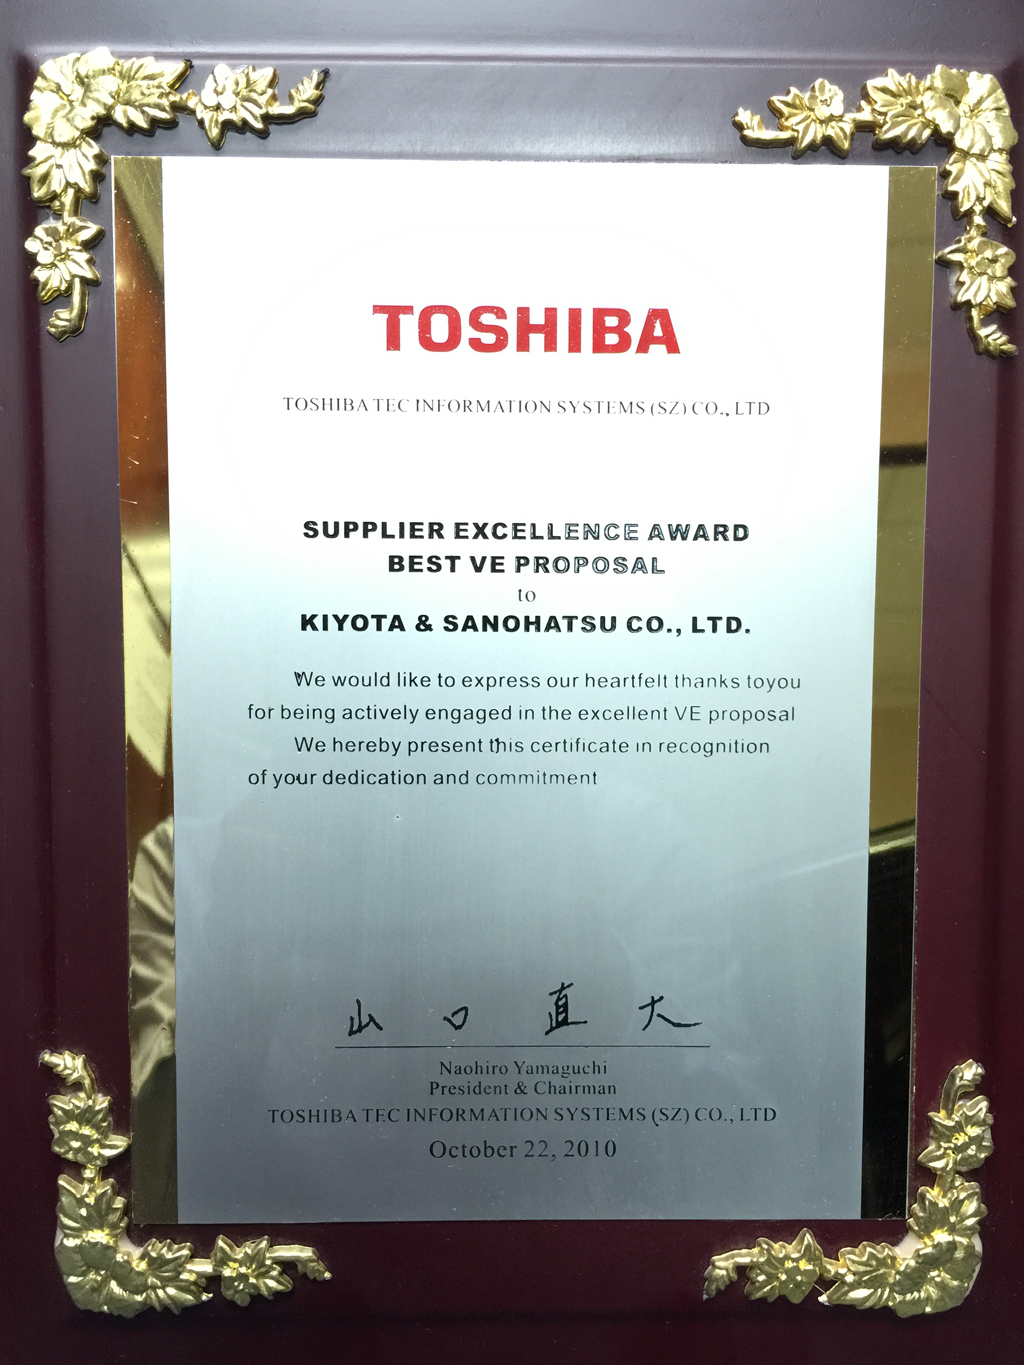 TOSHIBA
TOSHIBA TEC INFORMATION SYSTEMS (SZ) CO., LTD
SUPPLIER EXCELLENCE AWARD
BEST VE PROPOSAL
to
KIYOTA & SANOHATSU CO., LTD.
We would like to express our heartfelt thanks toyou
for being actively engaged in the excellent VE proposal
We hereby present this certificate in recognition
of your dedication and commitment
山口直大
Naohiro Yamaguchi
President & Chairman
TOSHIBA TEC INFORMATION SYSTEMS (SZ) CO., LTD
October 22, 2010